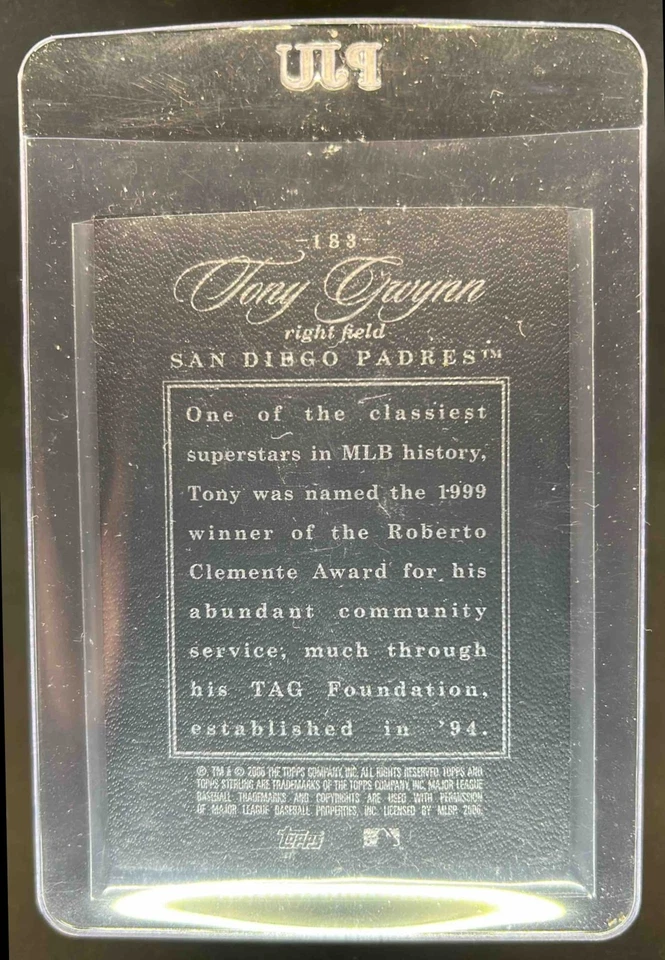 -183-
Tony Gwynn
right field
SAN DIEGO PADRES™
One of the classiest
superstars in MLB history,
Tony was named the 1999
winner of the Roberto
Clemente Award for his
abundant community
service, much through
his TAG Foundation,
established in '94.
®, TM & © 2006 THE TOPPS COMPANY, INC. ALL RIGHTS RESERVED. TOPPS AND
TOPPS STERLING ARE TRADEMARKS OF THE TOPPS COMPANY, INC. MAJOR LEAGUE
BASEBALL TRADEMARKS AND COPYRIGHTS ARE USED WITH PERMISSION
OF MAJOR LEAGUE BASEBALL PROPERTIES, INC. LICENSED BY MLBP 2006.
topps